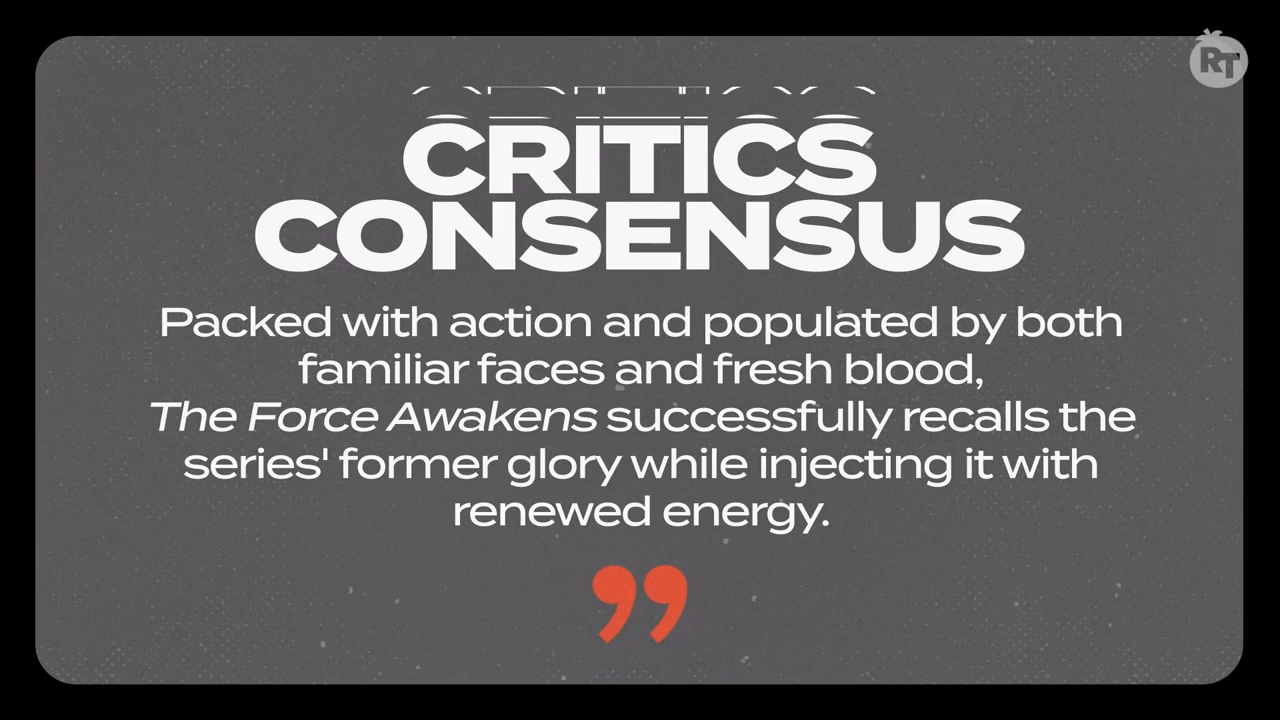 RT
CRITICS
CONSENSUS
Packed with action and populated by both
familiar faces and fresh blood,
The Force Awakens successfully recalls the
series' former glory while injecting it with
renewed energy.
”